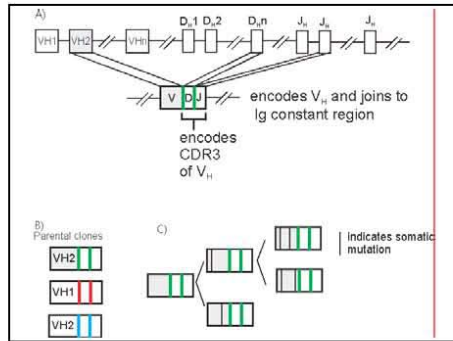 A)
VH1 VH2 VHn DH1 DH2 DHn JH JH JH
V D J
encodes VH and joins to
Ig constant region
encodes
CDR3
of VH
B)
Parental clones
VH2
VH1
VH2
C)
indicates somatic
mutation